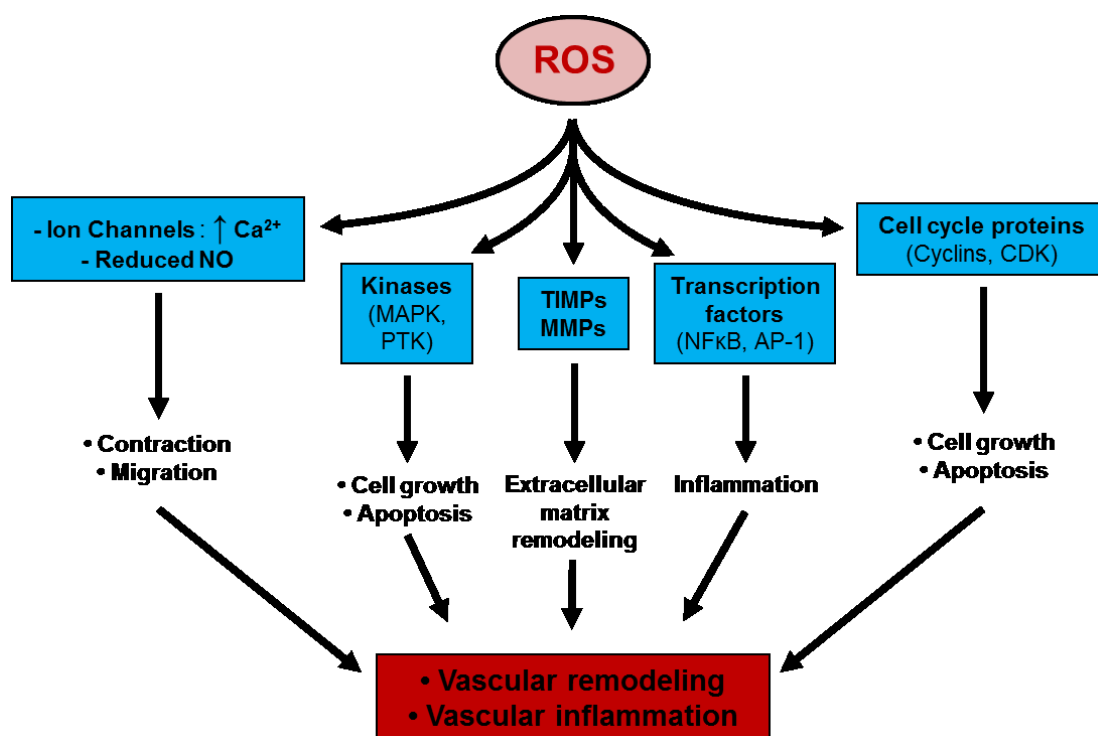 ROS
- Ion Channels : ↑ Ca²⁺
- Reduced NO
Kinases
(MAPK,
PTK)
TIMPs
MMPs
Transcription
factors
(NFκB, AP-1)
Cell cycle proteins
(Cyclins, CDK)
• Contraction
• Migration
• Cell growth
• Apoptosis
Extracellular
matrix
remodeling
Inflammation
• Cell growth
• Apoptosis
• Vascular remodeling
• Vascular inflammation